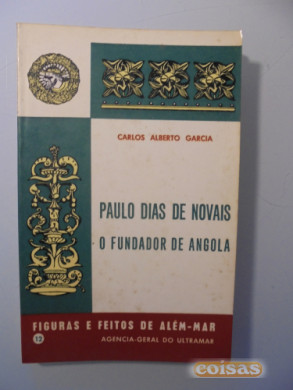 CARLOS ALBERTO GARCIA
PAULO DIAS DE NOVAIS
O FUNDADOR DE ANGOLA
FIGURAS E FEITOS DE ALÉM-MAR
12
AGENCIA-GERAL DO ULTRAMAR
coisas